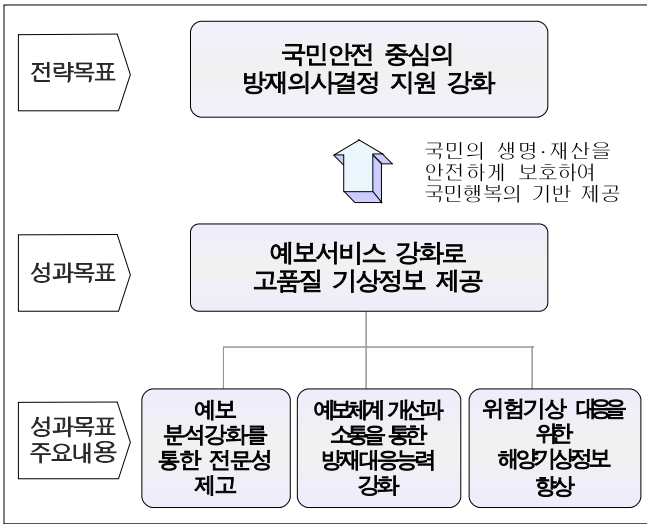 전략목표
국민안전 중심의
방재의사결정 지원 강화
국민의 생명·재산을
안전하게 보호하여
국민행복의 기반 제공
성과목표
예보서비스 강화로
고품질 기상정보 제공
성과목표
주요내용
예보
분석강화를
통한 전문성
제고
예보체계 개선과
소통을 통한
방재대응능력
강화
위험기상 대응을
위한
해양기상정보
향상